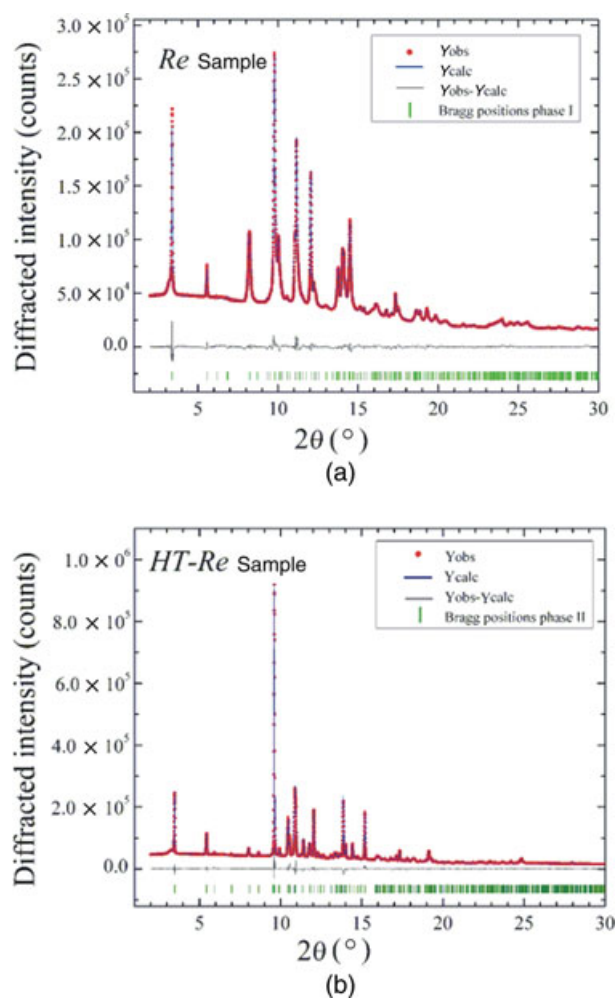 3.0 × 10⁵
Re Sample
Yobs
Ycalc
Yobs-Ycalc
Bragg positions phase I
2.5 × 10⁵
2.0 × 10⁵
1.5 × 10⁵
1.0 × 10⁵
5.0 × 10⁴
0.0
Diffracted intensity (counts)
5 10 15 20 25 30
2θ (°)
(a)
1.0 × 10⁶
HT-Re Sample
Yobs
Ycalc
Yobs-Ycalc
Bragg positions phase II
8.0 × 10⁵
6.0 × 10⁵
4.0 × 10⁵
2.0 × 10⁵
0.0
Diffracted intensity (counts)
5 10 15 20 25 30
2θ (°)
(b)